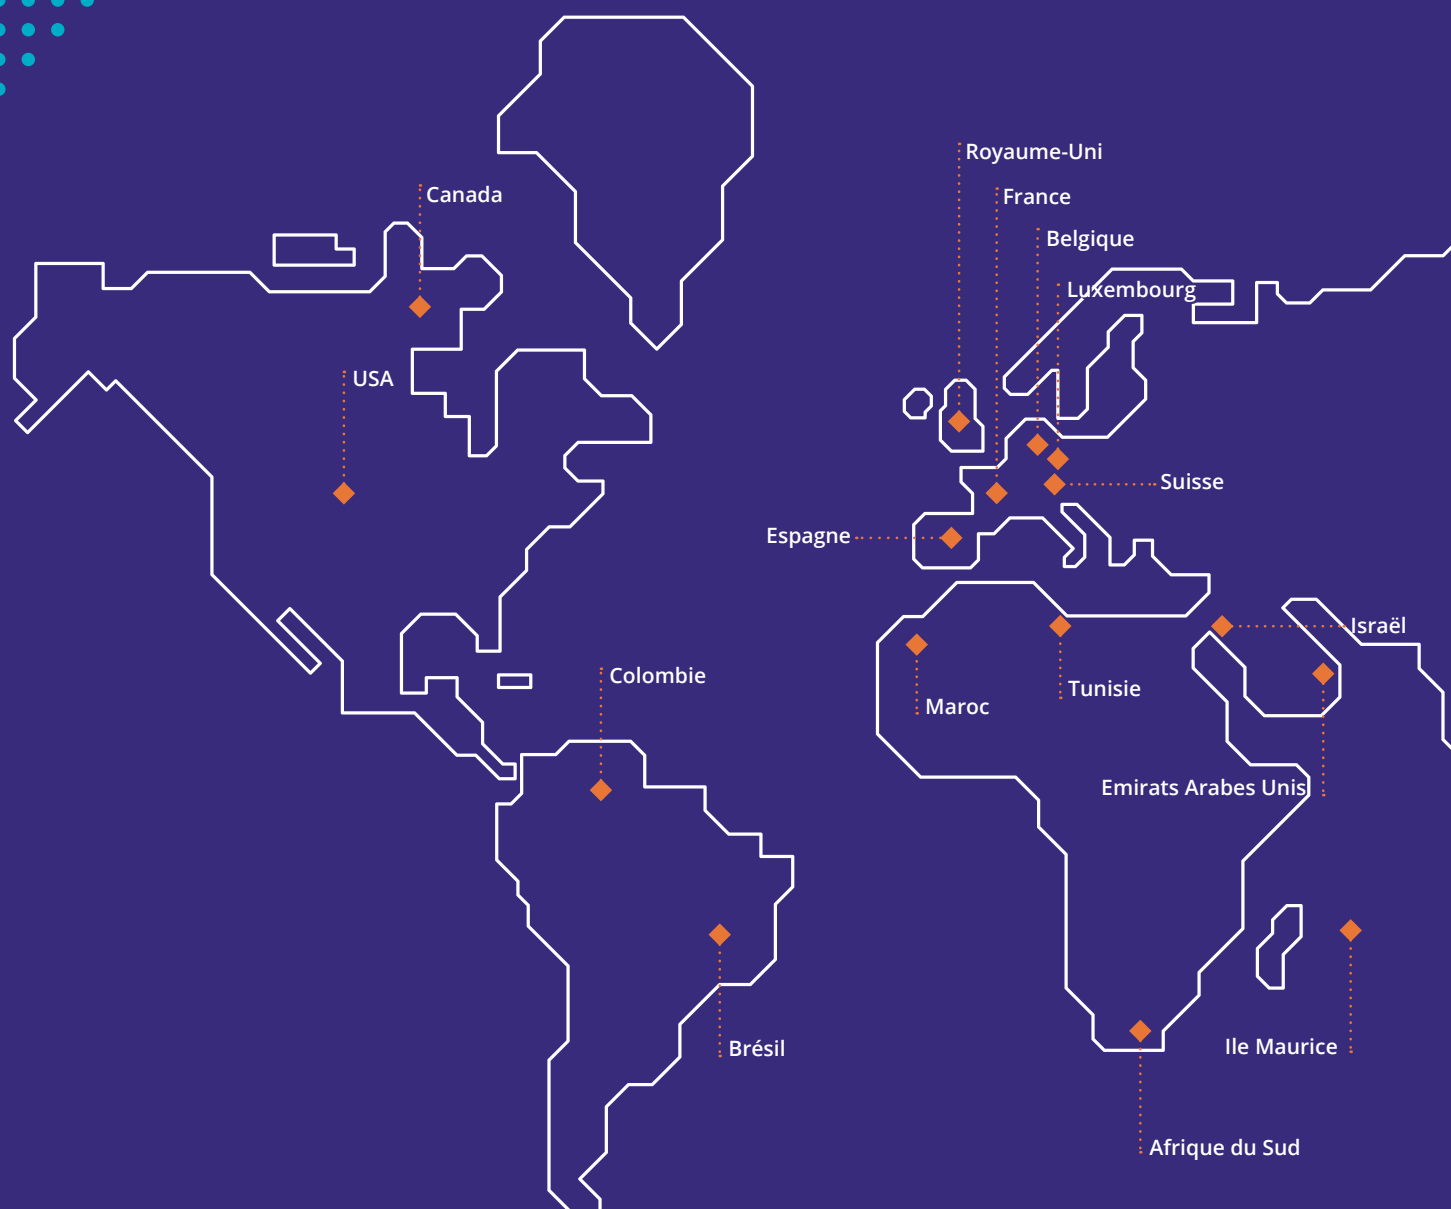 Royaume-Uni
Canada
France
Belgique
Luxembourg
USA
Suisse
Espagne
Israël
Colombie
Tunisie
Maroc
Emirats Arabes Unis
Ile Maurice
Brésil
Afrique du Sud